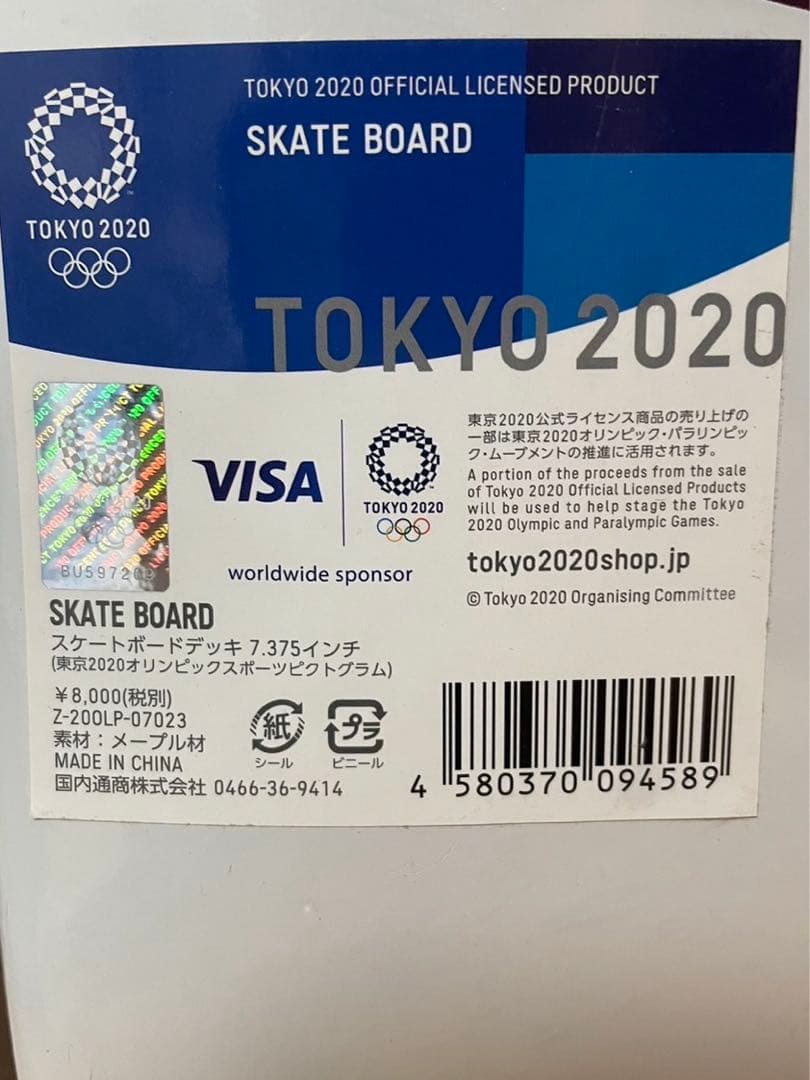 TOKYO 2020 OFFICIAL LICENSED PRODUCT
SKATE BOARD
TOKYO 2020
TOKYO 2020
VISA
TOKYO 2020
worldwide sponsor
東京2020公式ライセンス商品の売り上げの
一部は東京2020オリンピック・パラリンピッ
ク・ムーブメントの推進に活用されます。
A portion of the proceeds from the sale
of Tokyo 2020 Official Licensed Products
will be used to help stage the Tokyo
2020 Olympic and Paralympic Games.
tokyo2020shop.jp
© Tokyo 2020 Organising Committee
SKATE BOARD
スケートボードデッキ 7.375インチ
(東京2020オリンピックスポーツピクトグラム)
¥8,000(税別)
Z-200LP-07023
素材:メープル材
MADE IN CHINA
国内通商株式会社 0466-36-9414
紙
シール
プラ
ビニール
4 580370 094589